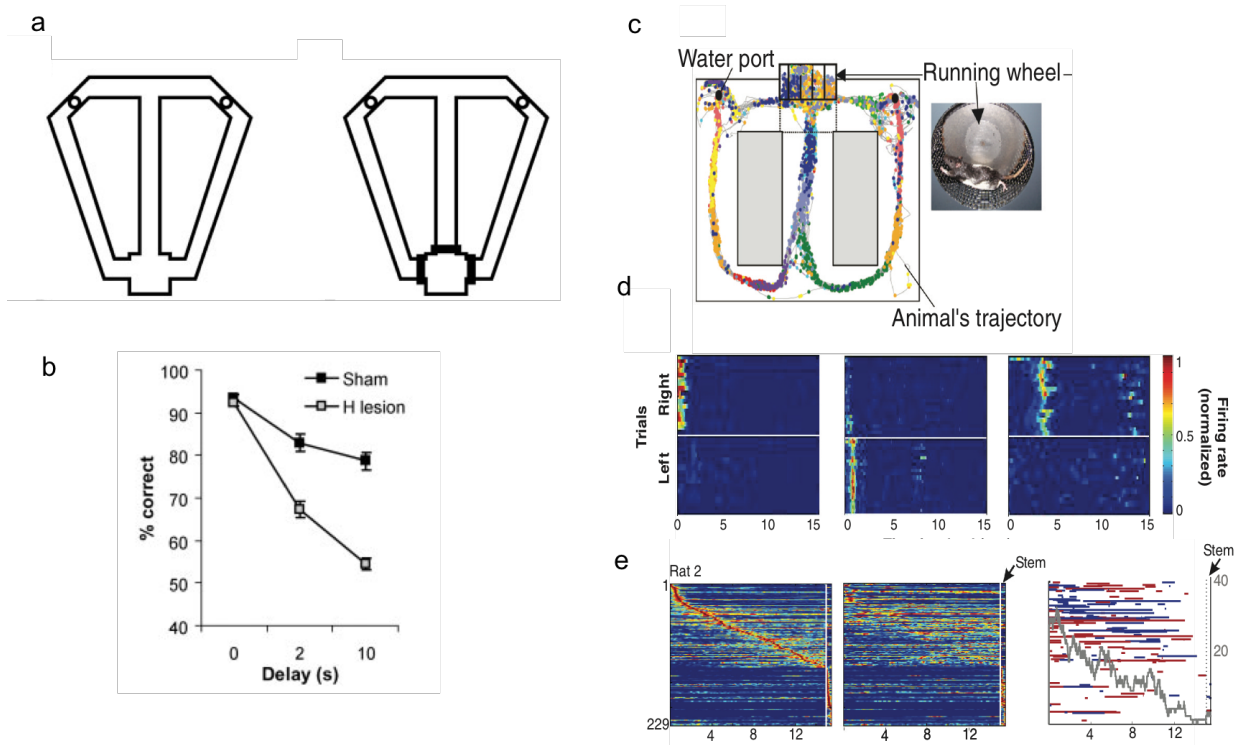 a
b
% correct
100
90
80
70
60
50
40
Sham
H lesion
0 2 10
Delay (s)
c
Water port
Running wheel
Animal's trajectory
d
Trials
Right
Left
0 5 10 15
0 5 10 15
0 5 10 15
1
0.5
0
Firing rate
(normalized)
e
Rat 2
1
229
4 8 12
Stem
4 8 12
Stem
40
20
4 8 12